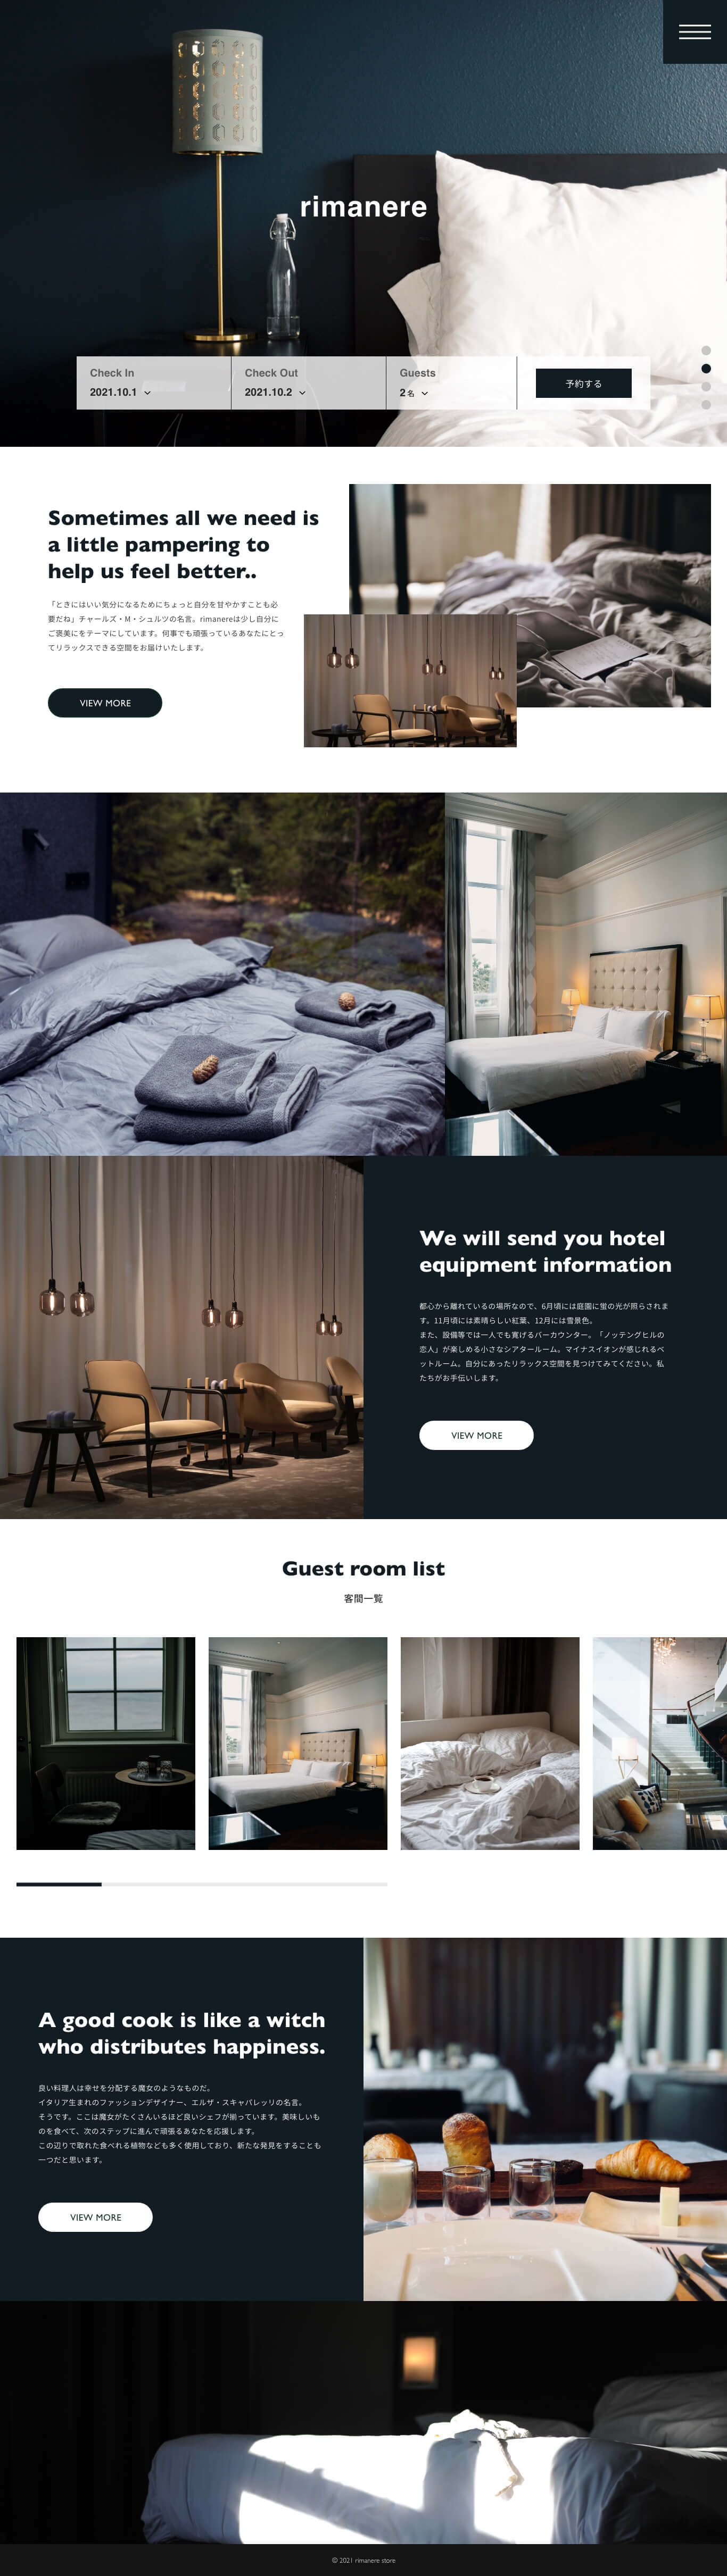 rimanere
Check In
2021.10.1
Check Out
2021.10.2
Guests
2名
予約する
Sometimes all we need is
a little pampering to
help us feel better..
「ときにはいい気分になるためにちょっと自分を甘やかすことも必
要だね」チャールズ・M・シュルツの名言。rimanereは少し自分に
ご褒美をテーマにしています。何事でも頑張っているあなたにとっ
てリラックスできる空間をお届けいたします。
VIEW MORE
We will send you hotel
equipment information
都心から離れているの場所なので、6月頃には庭園に蛍の光が照らされま
す。11月頃には素晴らしい紅葉、12月には雪景色。
また、設備等では一人でも寛げるバーカウンター。「ノッティングヒルの
恋人」が楽しめる小さなシアタールーム。マイナスイオンが感じれるベ
ットルーム。自分にあったリラックス空間を見つけてみてください。私
たちがお手伝いします。
VIEW MORE
Guest room list
客間一覧
A good cook is like a witch
who distributes happiness.
良い料理人は幸せを分配する魔女のようなものだ。
イタリア生まれのファッションデザイナー、エルザ・スキャパレッリの名言。
そうです。ここは魔女がたくさんいるほど良いシェフが揃っています。美味しいも
のを食べて、次のステップに進んで頑張るあなたを応援します。
この辺りで取れた食べれる植物なども多く使用しており、新たな発見をすることも
一つだと思います。
VIEW MORE
© 2021 rimanere store